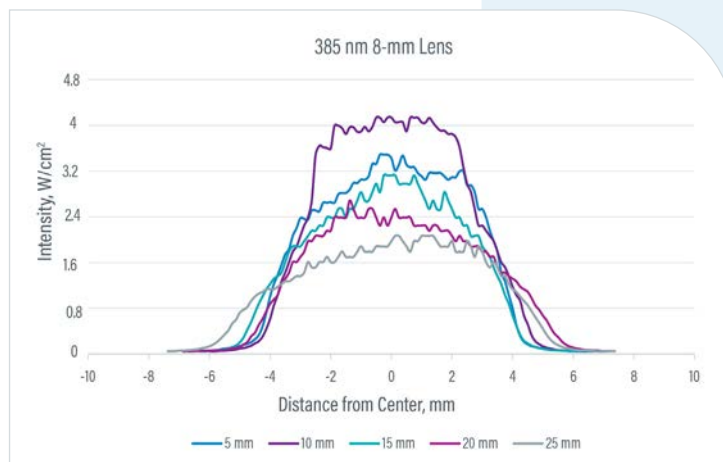 385 nm 8-mm Lens
4.8
4
3.2
2.4
1.6
0.8
0
Intensity, W/cm²
-10 -8 -6 -4 -2 0 2 4 6 8 10
Distance from Center, mm
5 mm 10 mm 15 mm 20 mm 25 mm